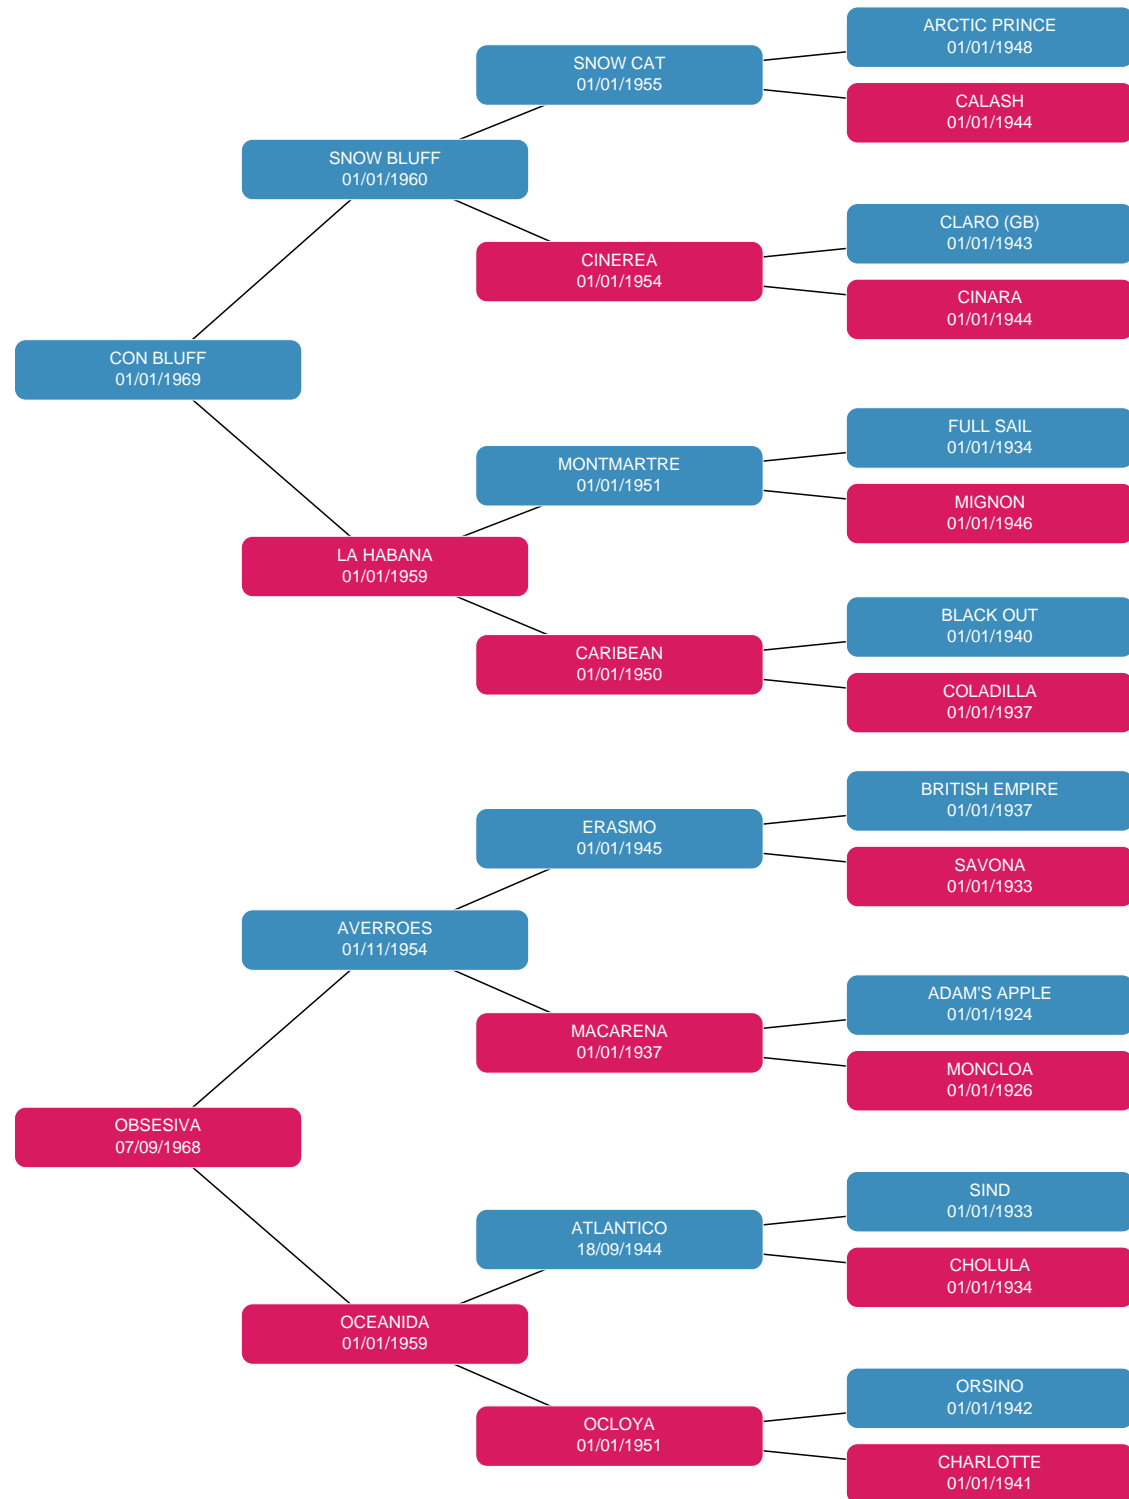 ARCTIC PRINCE
01/01/1948
SNOW CAT
01/01/1955
CALASH
01/01/1944
SNOW BLUFF
01/01/1960
CLARO (GB)
01/01/1943
CINEREA
01/01/1954
CINARA
01/01/1944
CON BLUFF
01/01/1969
FULL SAIL
01/01/1934
MONTMARTRE
01/01/1951
MIGNON
01/01/1946
LA HABANA
01/01/1959
BLACK OUT
01/01/1940
CARIBEAN
01/01/1950
COLADILLA
01/01/1937
BRITISH EMPIRE
01/01/1937
ERASMO
01/01/1945
SAVONA
01/01/1933
AVERROES
01/11/1954
ADAM'S APPLE
01/01/1924
MACARENA
01/01/1937
MONCLOA
01/01/1926
OBSESIVA
07/09/1968
SIND
01/01/1933
ATLANTICO
18/09/1944
CHOLULA
01/01/1934
OCEANIDA
01/01/1959
ORSINO
01/01/1942
OCLOYA
01/01/1951
CHARLOTTE
01/01/1941